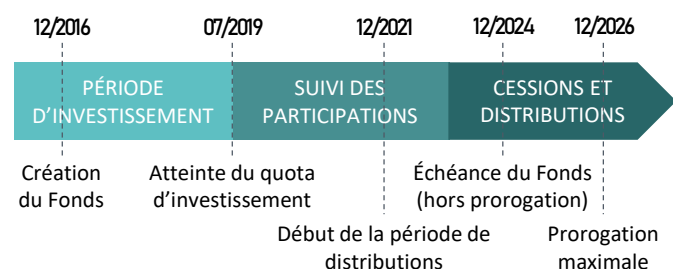 12/2016
07/2019
12/2021
12/2024
12/2026
PÉRIODE
D'INVESTISSEMENT
SUIVI DES
PARTICIPATIONS
CESSIONS ET
DISTRIBUTIONS
Création
du Fonds
Atteinte du quota
d'investissement
Échéance du Fonds
(hors prorogation)
Début de la période de
distributions
Prorogation
maximale